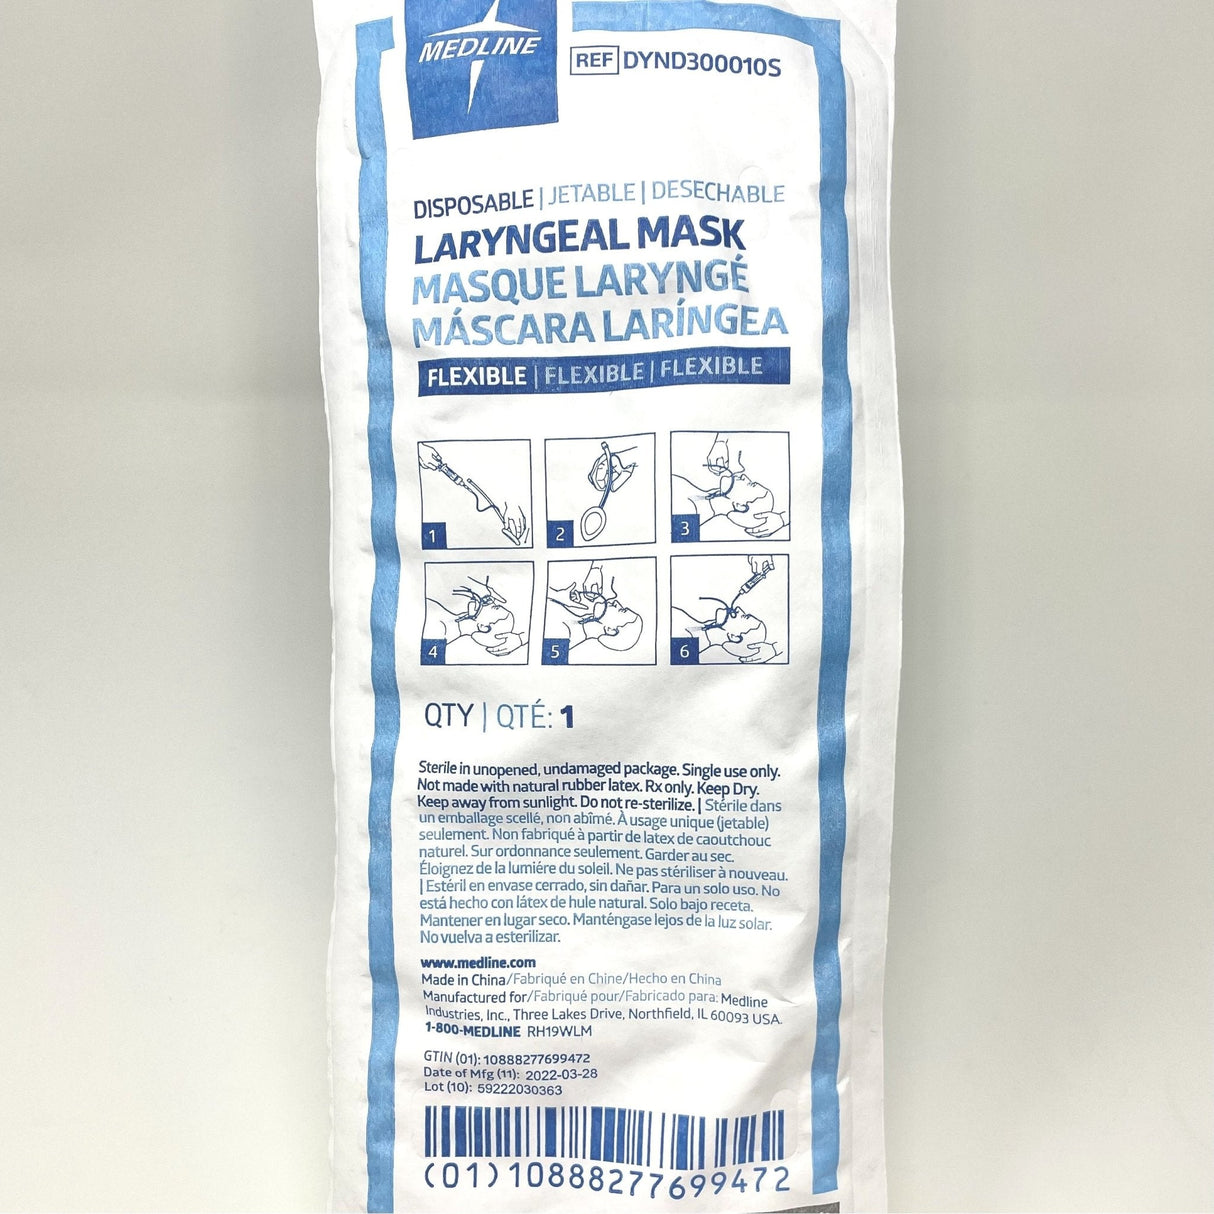 MEDLINE
REF DYND300010S
DISPOSABLE | JETABLE | DESECHABLE
LARYNGEAL MASK
MASQUE LARYNGÉ
MÁSCARA LARÍNGEA
FLEXIBLE | FLEXIBLE | FLEXIBLE
1
2
3
4
5
6
QTY | QTÉ: 1
Sterile in unopened, undamaged package. Single use only.
Not made with natural rubber latex. Rx only. Keep Dry.
Keep away from sunlight. Do not re-sterilize. | Stérile dans
un emballage scellé, non abîmé. À usage unique (jetable)
seulement. Non fabriqué à partir de latex de caoutchouc
naturel. Sur ordonnance seulement. Garder au sec.
Éloignez de la lumiére du soleil. Ne pas stériliser à nouveau.
| Estéril en envase cerrado, sin dañar. Para un solo uso. No
está hecho con látex de hule natural. Solo bajo receta.
Mantener en lugar seco. Manténgase lejos de la luz solar.
No vuelva a esterilizar.
www.medline.com
Made in China/Fabriqué en Chine/Hecho en China
Manufactured for/Fabriqué pour/Fabricado para: Medline
Industries, Inc., Three Lakes Drive, Northfield, IL 60093 USA.
1-800-MEDLINE RH19WLM
GTIN (01): 10888277699472
Date of Mfg (11): 2022-03-28
Lot (10): 59222030363
(01)10888277699472